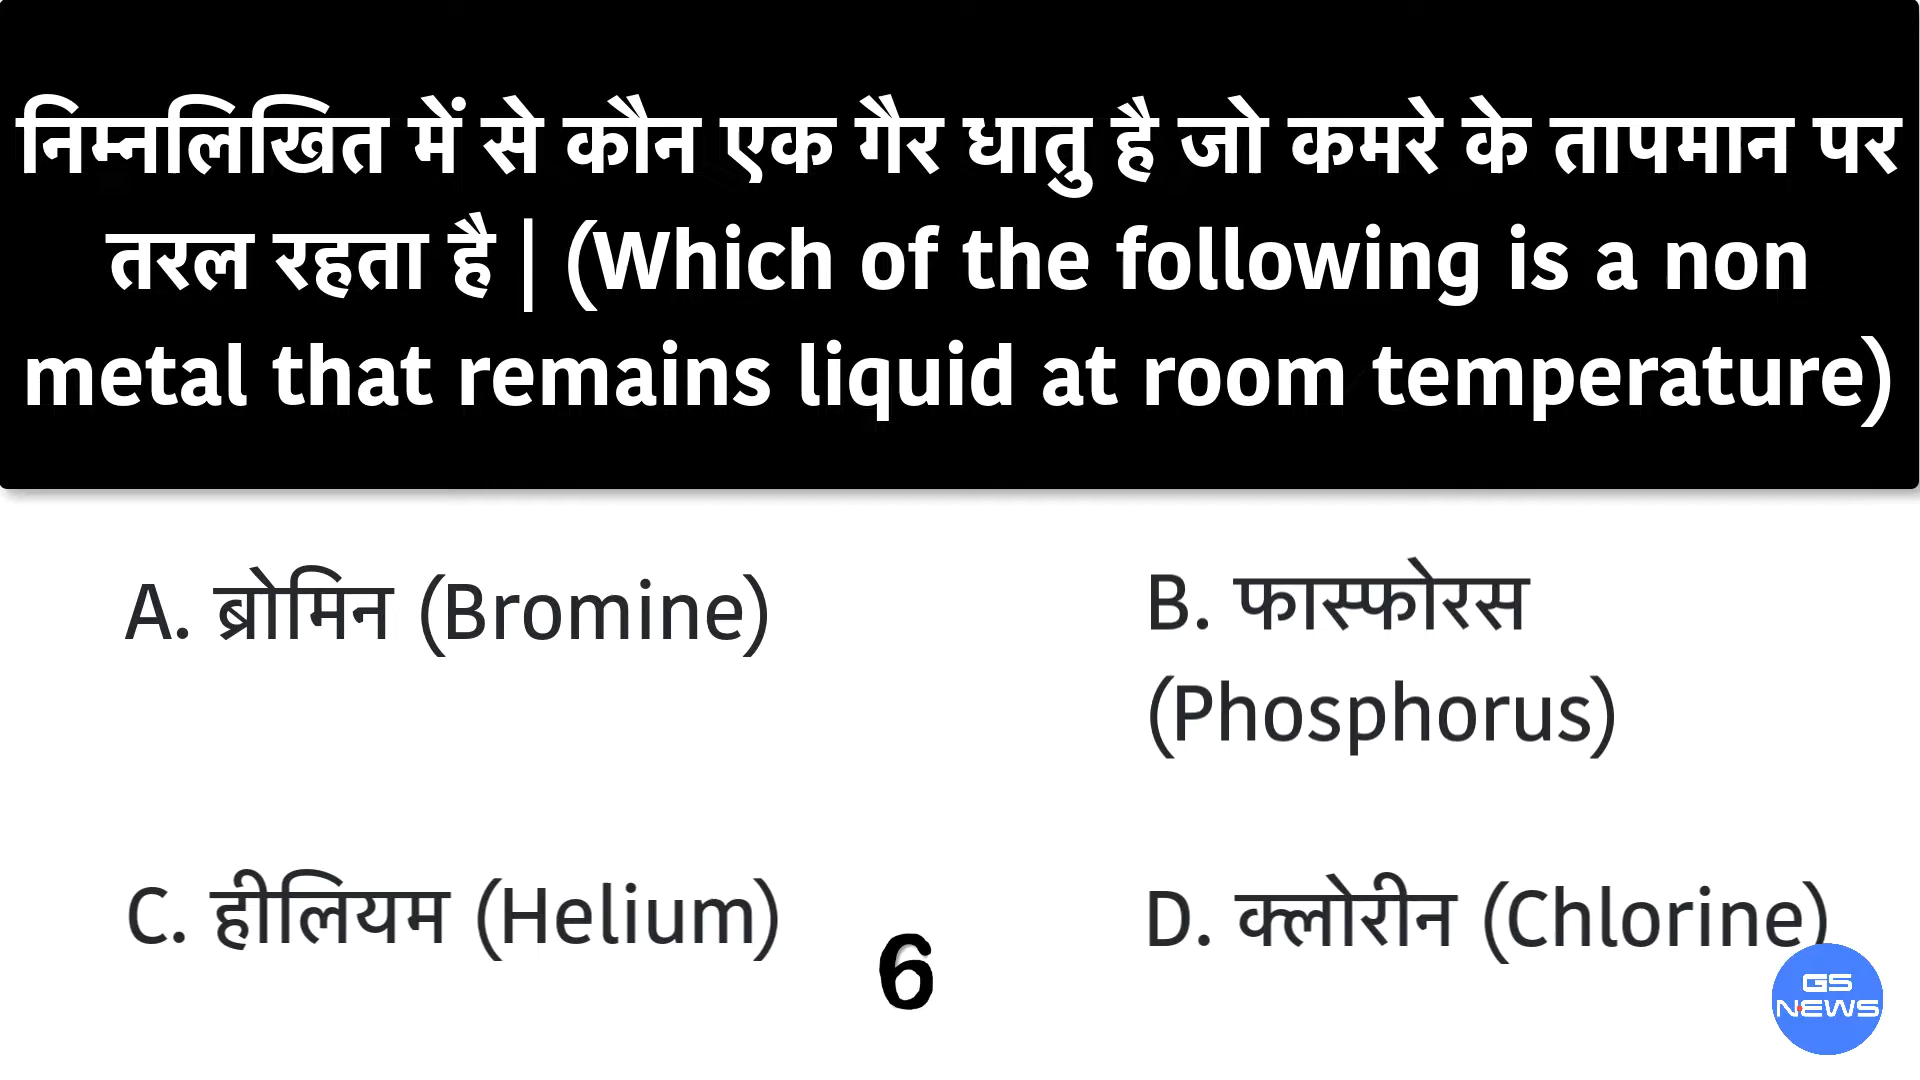 निम्नलिखित में से कौन एक गैर धातु है जो कमरे के तापमान पर
तरल रहता है | (Which of the following is a non
metal that remains liquid at room temperature)
A. ब्रोमिन (Bromine)
B. फास्फोरस
(Phosphorus)
C. हीलियम (Helium)
D. क्लोरीन (Chlorine)
6
GS
NEWS